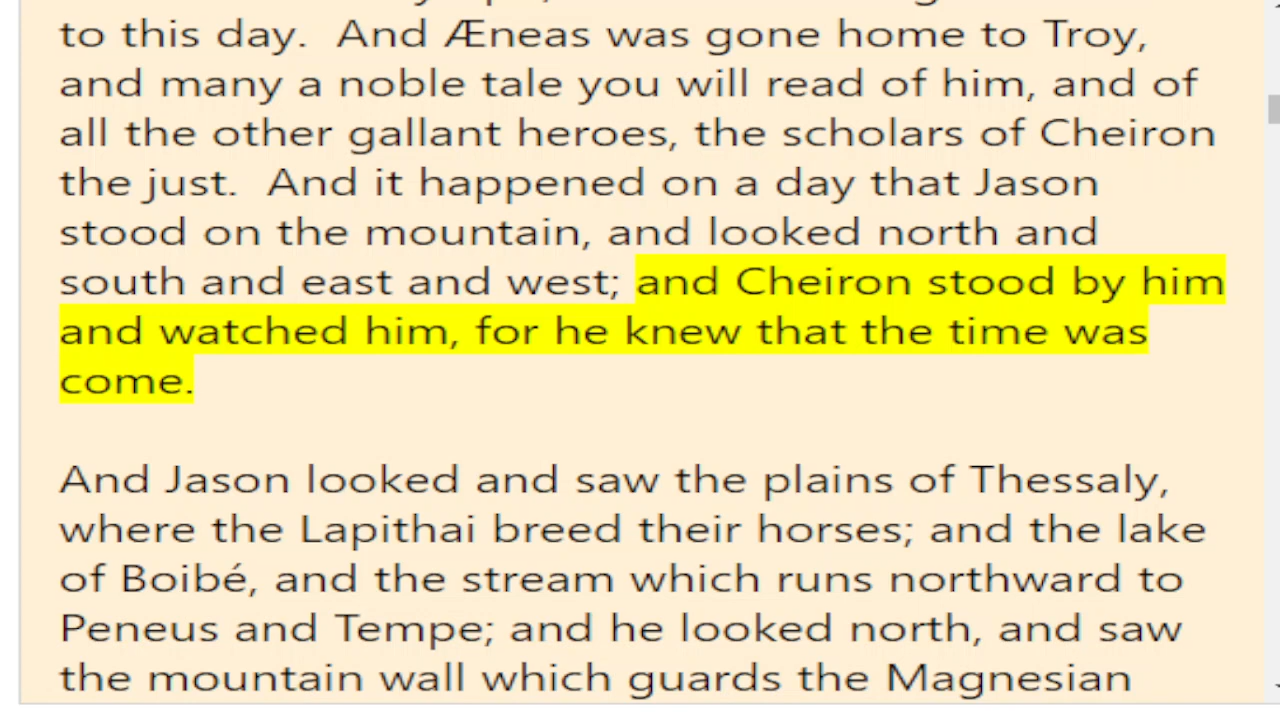 to this day.  And Æneas was gone home to Troy,
and many a noble tale you will read of him, and of
all the other gallant heroes, the scholars of Cheiron
the just.  And it happened on a day that Jason
stood on the mountain, and looked north and
south and east and west; and Cheiron stood by him
and watched him, for he knew that the time was
come.
And Jason looked and saw the plains of Thessaly,
where the Lapithai breed their horses; and the lake
of Boibé, and the stream which runs northward to
Peneus and Tempe; and he looked north, and saw
the mountain wall which guards the Magnesian